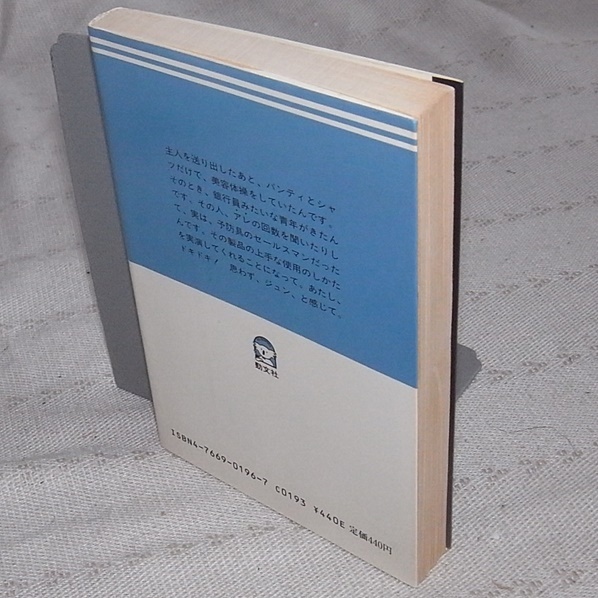 主人を送り出したあと、パンティとシャ
ツだけで、美容体操をしていたんです。
そのとき、銀行員みたいな青年がきたん
です。その人、アレの回数を聞いたりし
て、実は、予防具のセールスマンだった
んです。その製品の上手な使用のしかた
を実演してくれることになって、あたし、
ドキドキ! 思わず、ジュン、と感じて。
勁文社
ISBN4-7669-0196-7 C0193 ¥440E 定価440円